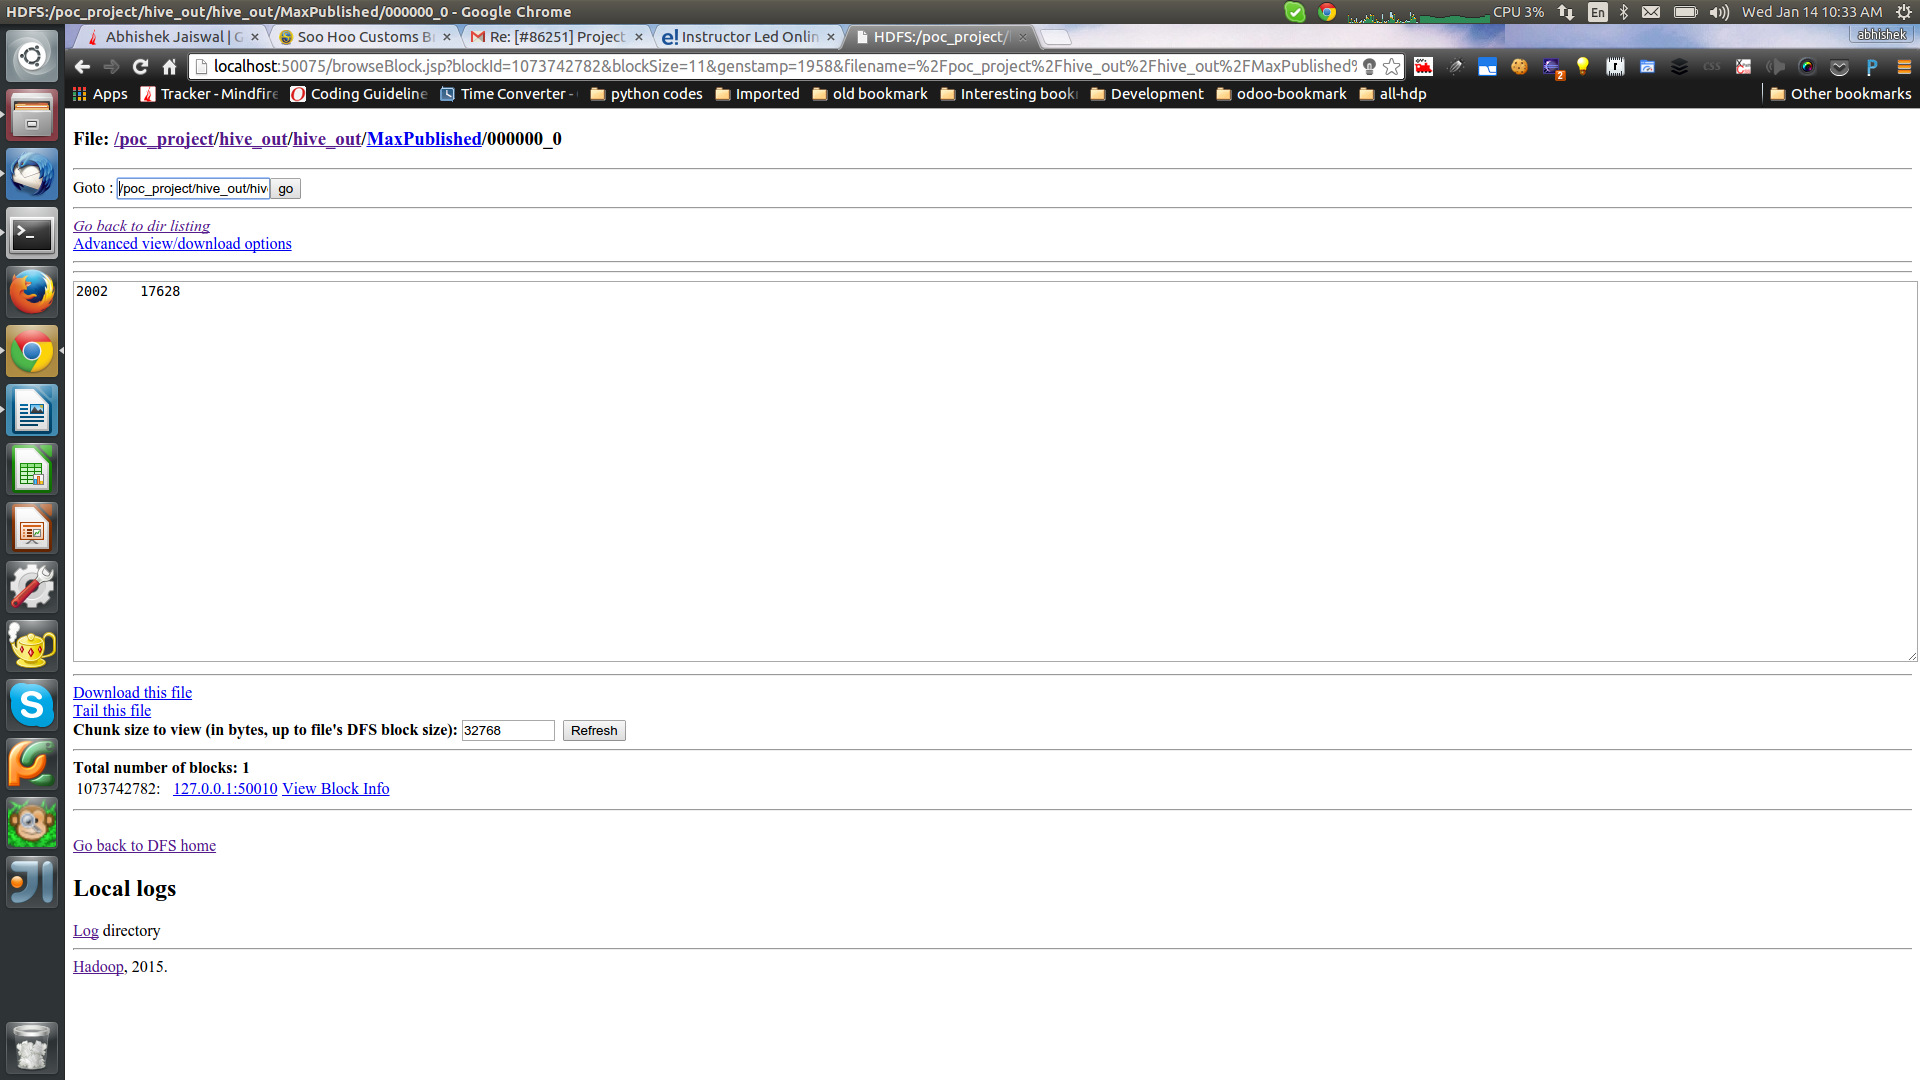 HDFS:/poc_project/hive_out/hive_out/MaxPublished/000000_0 - Google Chrome
CPU 3% En Wed Jan 14 10:33 AM
Abhishek Jaiswal | G
Soo Hoo Customs B
Re: [#86251] Project
e! Instructor Led Onlin
HDFS:/poc_project/
abhishek
localhost:50075/browseBlock.jsp?blockId=1073742782&blockSize=11&genstamp=1958&filename=%2Fpoc_project%2Fhive_out%2Fhive_out%2FMaxPublished%
Apps Tracker - Mindfire Coding Guideline Time Converter - python codes Imported old bookmark Interesting book Development odoo-bookmark all-hdp Other bookmarks
File: /poc_project/hive_out/hive_out/MaxPublished/000000_0
Goto : /poc_project/hive_out/hiv go
Go back to dir listing
Advanced view/download options
2002 17628
Download this file
Tail this file
Chunk size to view (in bytes, up to file's DFS block size): 32768 Refresh
Total number of blocks: 1
1073742782: 127.0.0.1:50010 View Block Info
Go back to DFS home
Local logs
Log directory
Hadoop, 2015.